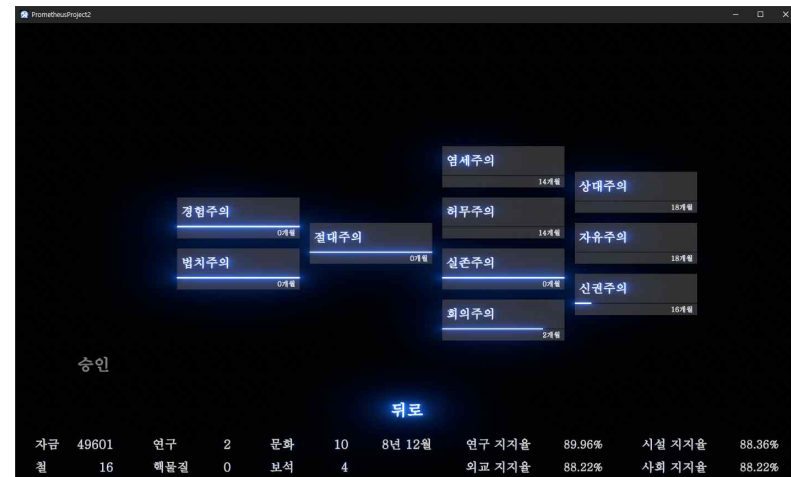 PrometheusProject2
염세주의
14개월
상대주의
18개월
경험주의
0개월
허무주의
14개월
절대주의
0개월
자유주의
18개월
법치주의
0개월
실존주의
0개월
신권주의
16개월
회의주의
2개월
승인
뒤로
자금 49601 연구 2 문화 10 8년 12월 연구 지지율 89.96% 시설 지지율 88.36%
철 16 핵물질 0 보석 4 외교 지지율 88.22% 사회 지지율 88.22%